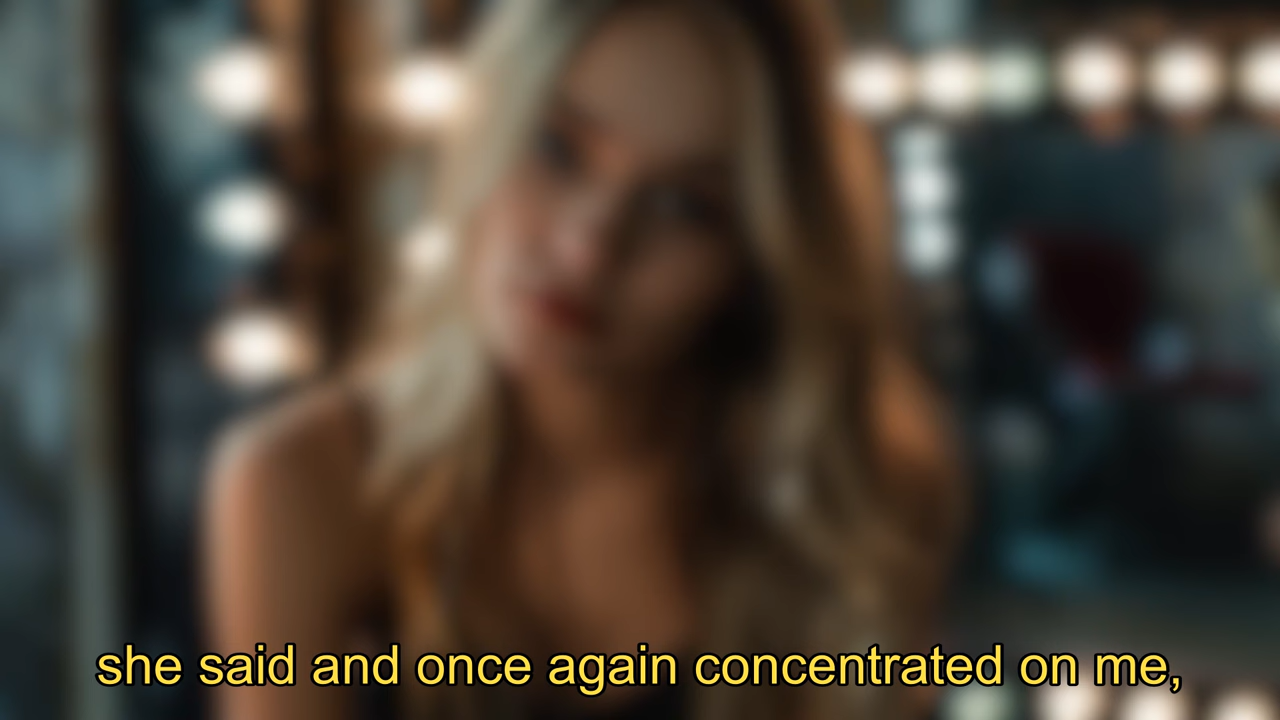 she said and once again concentrated on me,